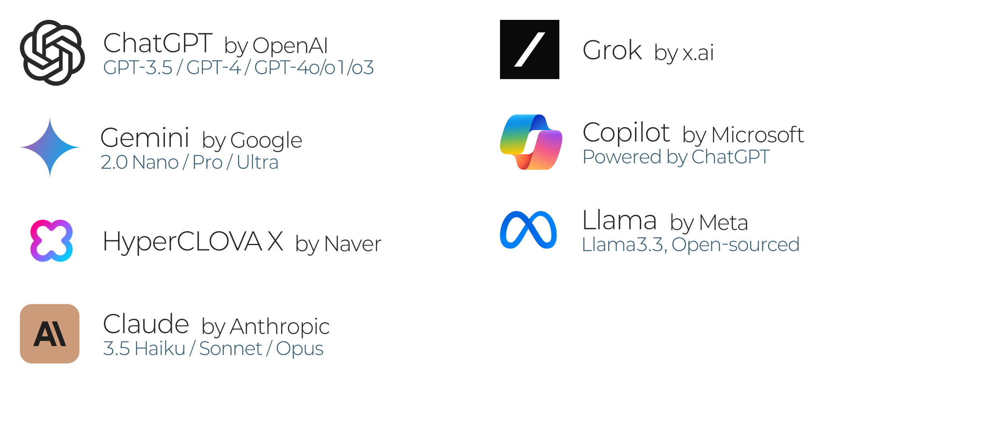 ChatGPT by OpenAI
GPT-3.5 / GPT-4 / GPT-4o/o1/o3
Gemini by Google
2.0 Nano / Pro / Ultra
HyperCLOVAX by Naver
Claude by Anthropic
3.5 Haiku / Sonnet / Opus
Grok by x.ai
Copilot by Microsoft
Powered by ChatGPT
Llama by Meta
Llama3.3, Open-sourced